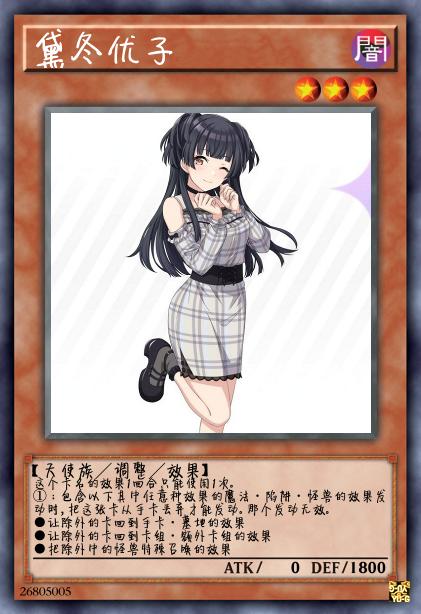 黛冬优子
闇
【天使族／调整／效果】
这个卡名的效果1回合只能使用1次。
①：包含以下其中任意种效果的魔法·陷阱·怪兽的效果发
动时，把这张卡从手卡丢弃才能发动。那个发动无效。
●让除外的卡回到手卡·墓地的效果
●让除外的卡回到卡组·额外卡组的效果
●把除外中的怪兽特殊召唤的效果
ATK/ 0 DEF/1800
26805005